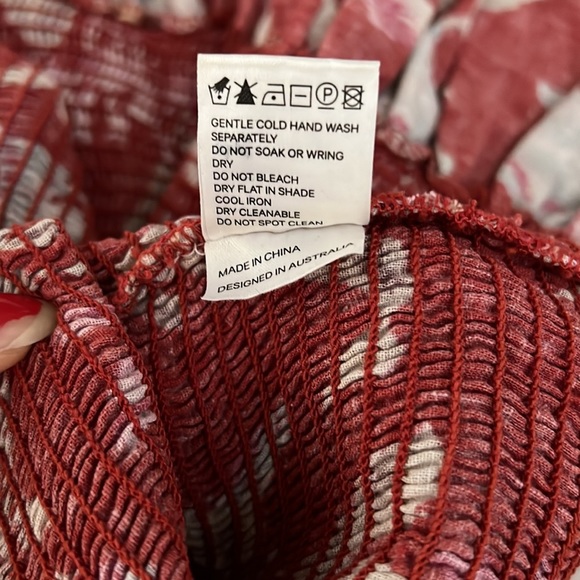 P
GENTLE COLD HAND WASH
SEPARATELY
DO NOT SOAK OR WRING
DRY
DO NOT BLEACH
DRY FLAT IN SHADE
COOL IRON
DRY CLEANABLE
DO NOT SPOT CLEAN
MADE IN CHINA
DESIGNED IN AUSTRALIA